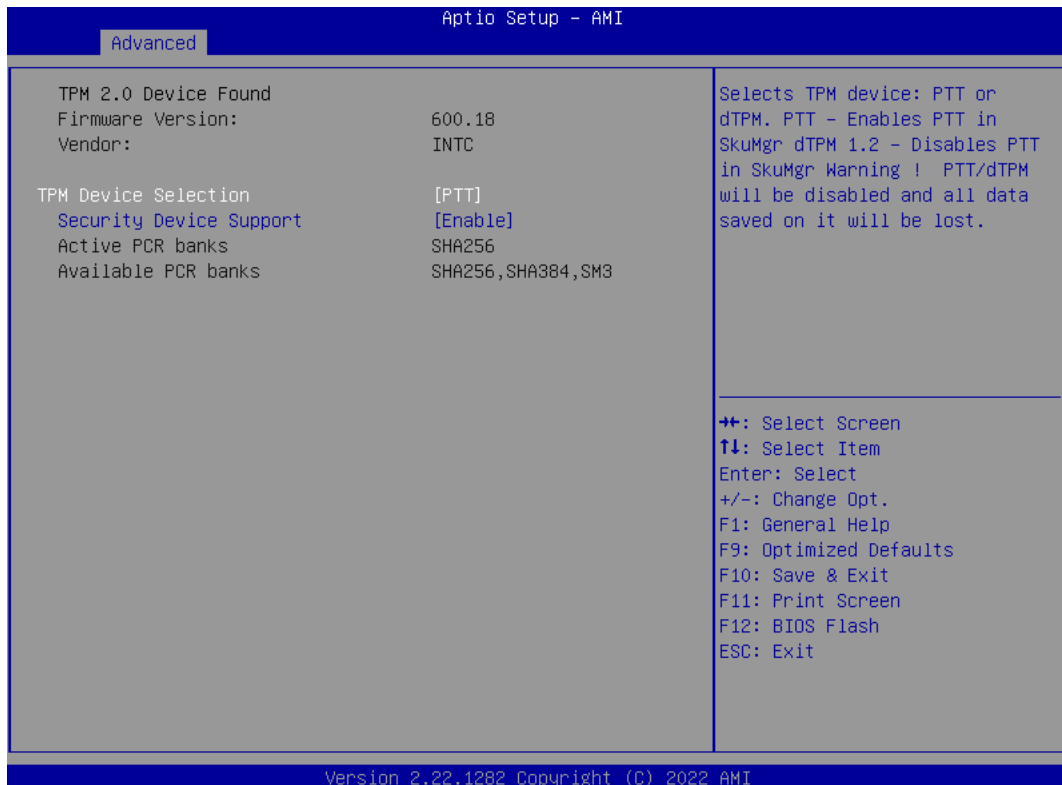 Aptio Setup – AMI
Advanced
TPM 2.0 Device Found
Firmware Version: 600.18
Vendor: INTC
TPM Device Selection [PTT]
Security Device Support [Enable]
Active PCR banks SHA256
Available PCR banks SHA256,SHA384,SM3
Selects TPM device: PTT or
dTPM. PTT – Enables PTT in
SkuMgr dTPM 1.2 – Disables PTT
in SkuMgr Warning ! PTT/dTPM
will be disabled and all data
saved on it will be lost.
→←: Select Screen
↑↓: Select Item
Enter: Select
+/-: Change Opt.
F1: General Help
F9: Optimized Defaults
F10: Save & Exit
F11: Print Screen
F12: BIOS Flash
ESC: Exit
Version 2.22.1282 Copyright (C) 2022 AMI